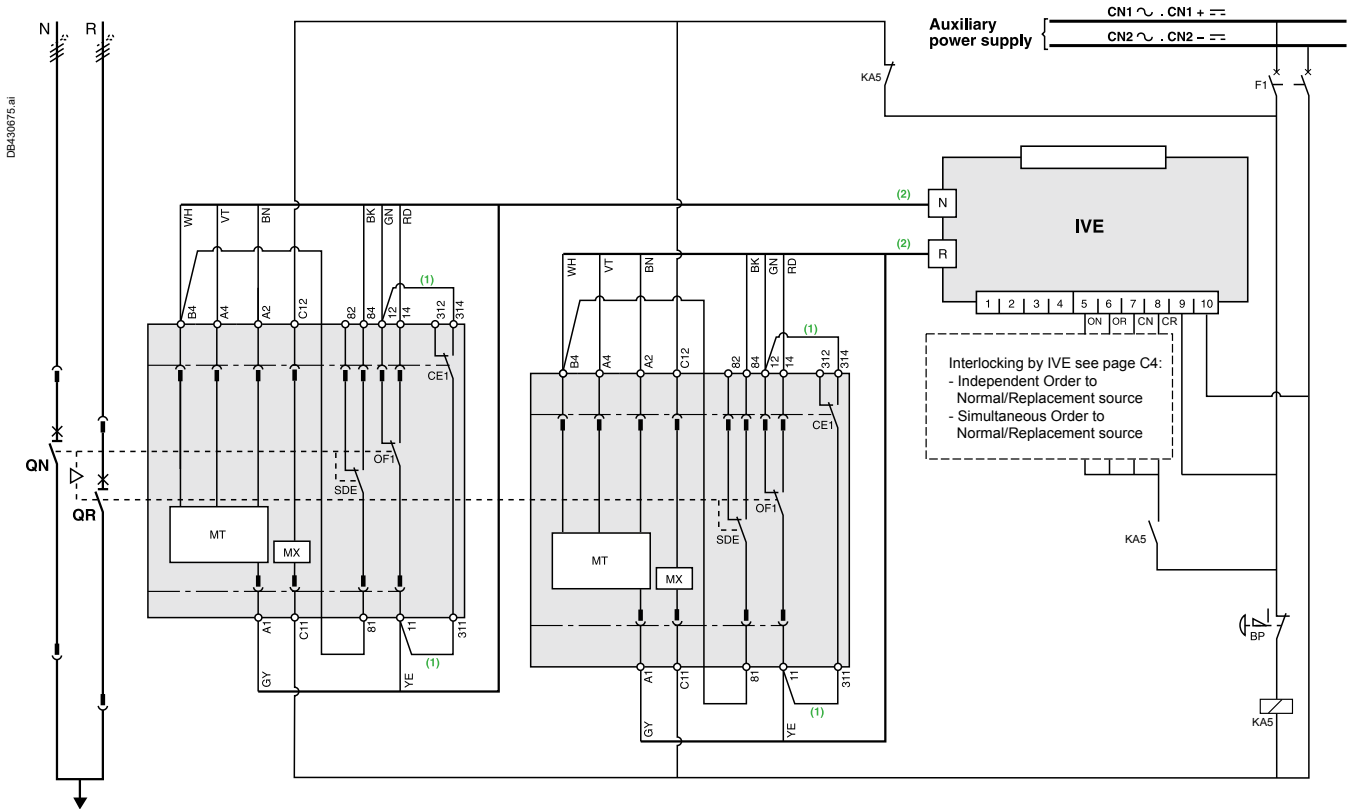 N
R
DB430675.ai
Auxiliary
power supply
CN1 ∿ . CN1 + ⎓
CN2 ∿ . CN2 – ⎓
KA5
F1
(2)
N
(2)
R
IVE
1 2 3 4 5 6 7 8 9 10
ON OR CN CR
Interlocking by IVE see page C4:
- Independent Order to
Normal/Replacement source
- Simultaneous Order to
Normal/Replacement source
KA5
BP
KA5
WH VT BN BK GN RD
(1)
B4 A4 A2 C12 82 84 12 14 312 314
CE1
OF1
SDE
MT
MX
A1 C11 81 11 311
(1)
GY YE
WH VT BN BK GN RD
(1)
B4 A4 A2 C12 82 84 12 14 312 314
CE1
OF1
SDE
MT
MX
A1 C11 81 11 311
(1)
GY YE
QN
QR